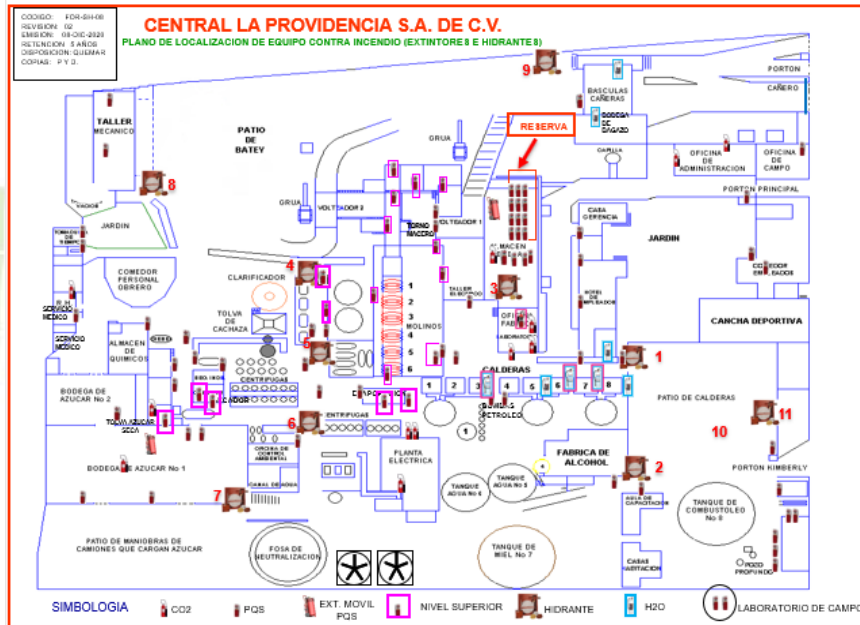 CODIGO: FDR-SH-08
REVISION: 02
EMISION: 08-DIC-2020
RETENCION 5 AÑOS
DISPOSICION: QUEMAR
COPIAS: P Y 2.
CENTRAL LA PROVIDENCIA S.A. DE C.V.
PLANO DE LOCALIZACION DE EQUIPO CONTRA INCENDIO (EXTINTORES E HIDRANTES)
9
PORTON
CAÑERO
BASCULAS
CAÑERAS
BODEGA
DE
BAGAZO
TALLER
MECANICO
PATIO
DE
BATEY
GRUA
RESERVA
CAPILLA
OFICINA
DE
ADMINISTRACION
OFICINA
DE
CAMPO
8
PORTON PRINCIPAL
GRUA
VOLTEADOR 2
VOLTEADOR 1
TORNO
MACERO
CASA
GERENCIA
JARDIN
JARDIN
ALMACEN
COMEDOR
EMPLEADOS
COMEDOR
PERSONAL
OBRERO
CLARIFICADOR
4
TALLER
ELECTRICO
3
HOTEL
DE
EMPLEADOS
R.H.
SERVICIO
MEDICO
SERVICIO
MEDICO
TOLVA
DE
CACHAZA
1
2
3
MOLINOS
4
5
6
OFICINA
FABRICA
LABORATORIO
CANCHA DEPORTIVA
ALMACEN
DE
QUIMICOS
5
1
CENTRIFUGAS
CALDERAS
1 2 3 4 5 6 7 8
BODEGA DE
AZUCAR No 2
EVAPORACION
BOMBAS
PETROLEO
PATIO DE CALDERAS
TOLVA AZUCAR
SECA
6
CENTRIFUGAS
1
10
11
OFICINA DE
CONTROL
AMBIENTAL
PLANTA
ELECTRICA
FABRICA DE
ALCOHOL
BODEGA DE AZUCAR No 1
CANAL DE AGUA
4
2
PORTON KIMBERLY
TANQUE
AGUA No 6
TANQUE
AGUA No 5
7
AULA DE
CAPACITACION
TANQUE DE
COMBUSTOLEO
No 8
PATIO DE MANIOBRAS DE
CAMIONES QUE CARGAN AZUCAR
FOSA DE
NEUTRALIZACION
TANQUE DE
MIEL No 7
CASAS
HABITACION
POZO
PROFUNDO
SIMBOLOGIA
CO2
PQS
EXT. MOVIL
PQS
NIVEL SUPERIOR
HIDRANTE
H2O
LABORATORIO DE CAMPO